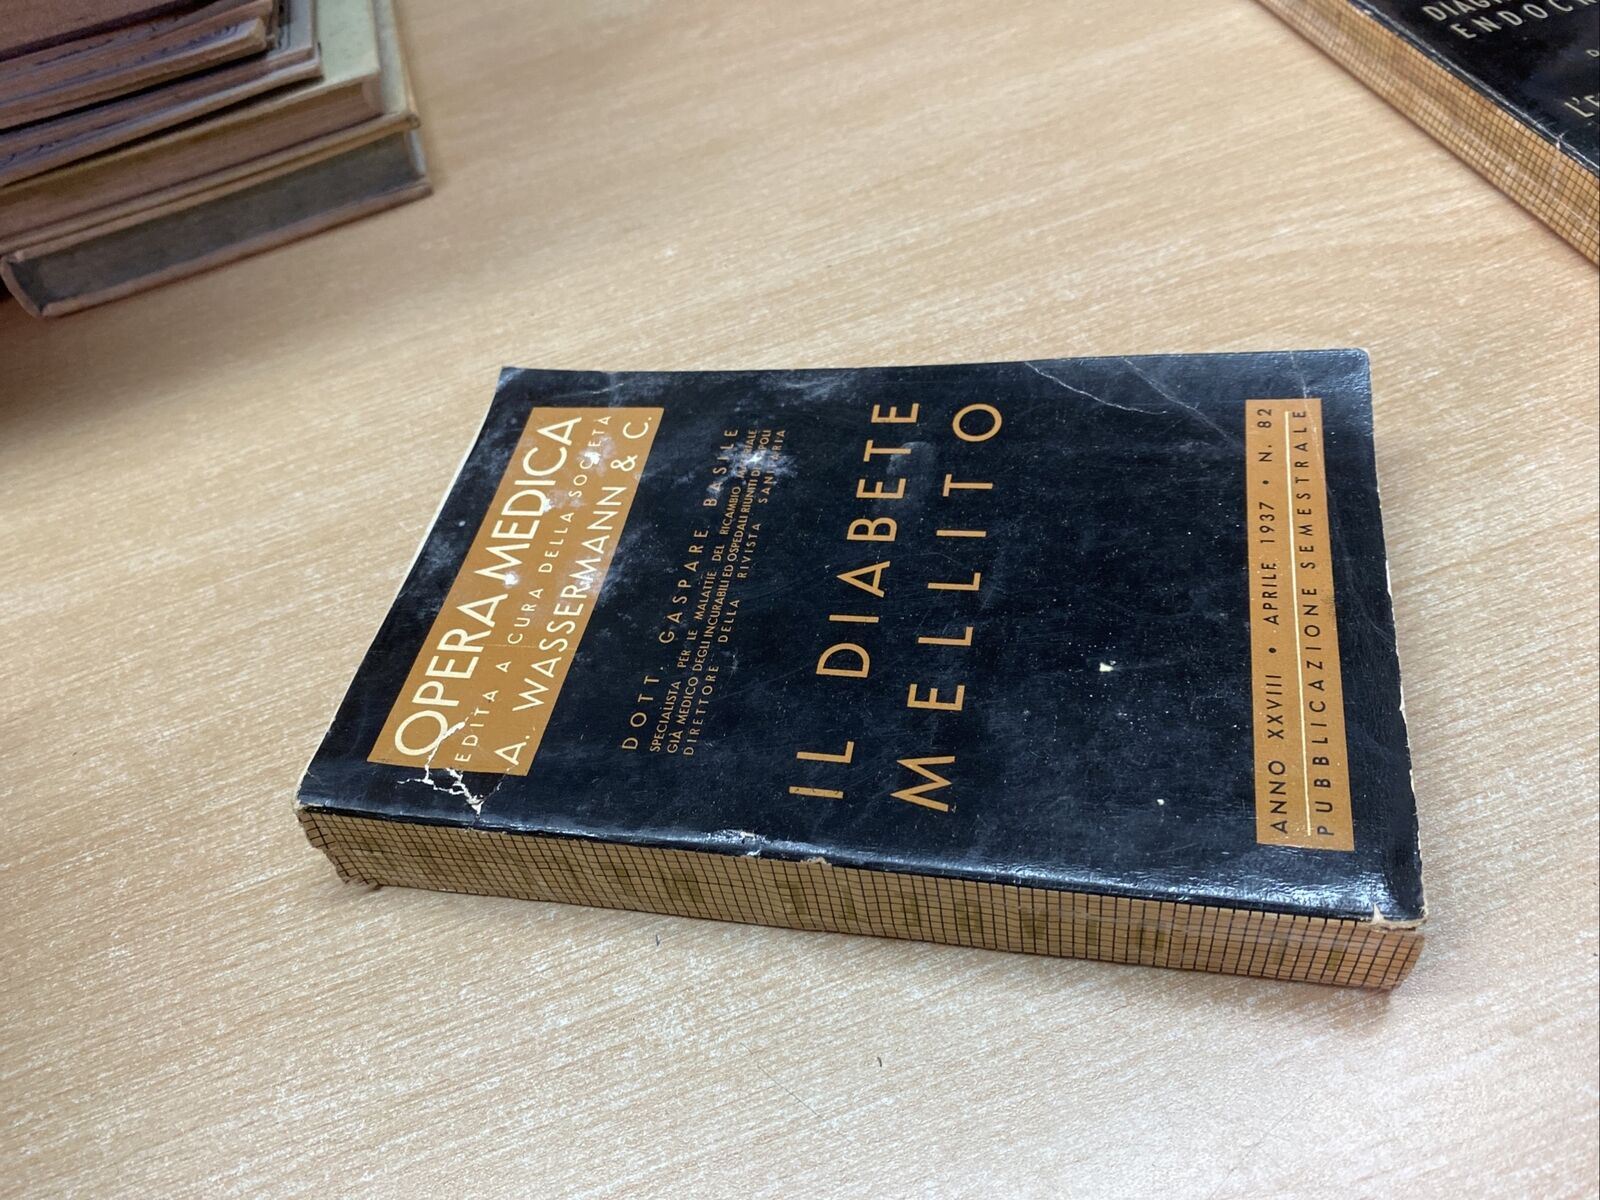 OPERA MEDICA
EDITA A CURA DELLA SOCIETÀ
A. WASSERMANN & C.
DOTT. GASPARE BASILE
SPECIALISTA PER LE MALATTIE DEL RICAMBIO
GIÀ MEDICO DEGLI INCURABILI ED OSPEDALI RIUNITI DI NAPOLI
DIRETTORE DELLA RIVISTA SANITARIA
IL DIABETE
MELLITO
ANNO XXVIII • APRILE 1937 • N. 82
PUBBLICAZIONE SEMESTRALE